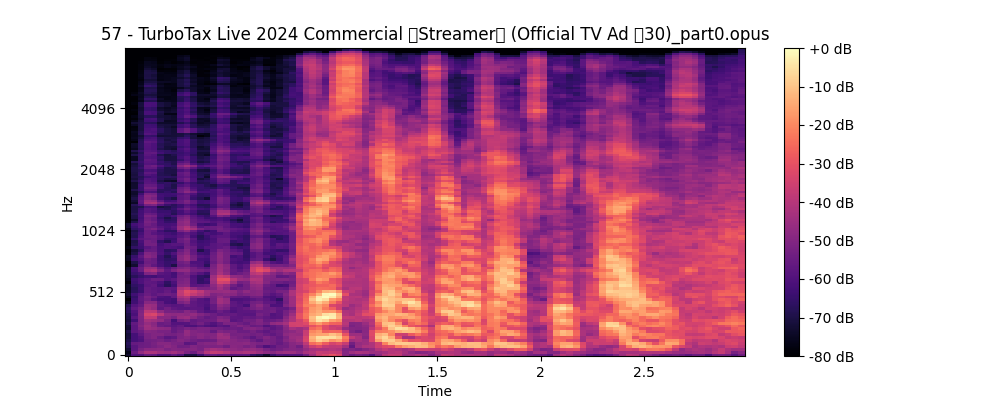 57 - TurboTax Live 2024 Commercial ▯Streamer▯ (Official TV Ad ▯30)_part0.opus
+0 dB
4096
-10 dB
-20 dB
2048
-30 dB
Hz
1024
-40 dB
-50 dB
512
-60 dB
-70 dB
0
-80 dB
0 0.5 1 1.5 2 2.5
Time